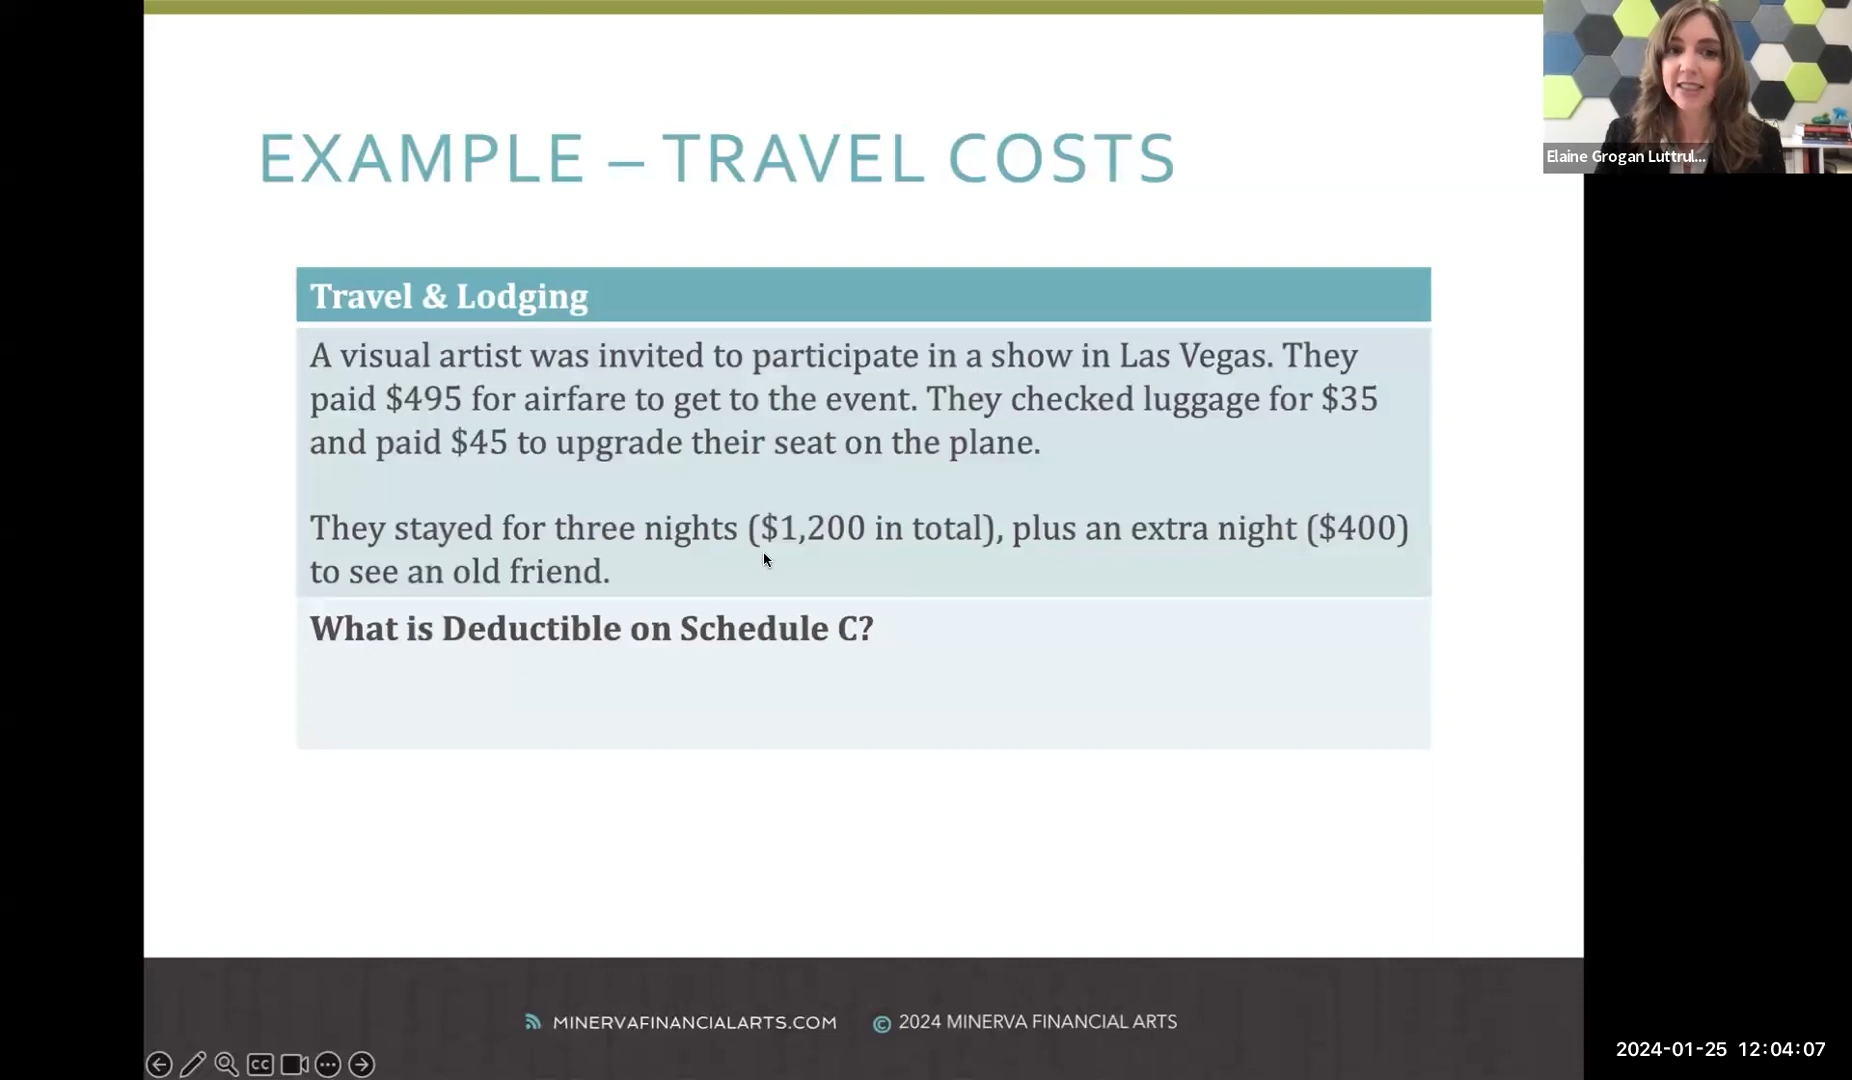 EXAMPLE – TRAVEL COSTS
Elaine Grogan Luttrul...
Travel & Lodging
A visual artist was invited to participate in a show in Las Vegas. They
paid $495 for airfare to get to the event. They checked luggage for $35
and paid $45 to upgrade their seat on the plane.
They stayed for three nights ($1,200 in total), plus an extra night ($400)
to see an old friend.
What is Deductible on Schedule C?
MINERVAFINANCIALARTS.COM © 2024 MINERVA FINANCIAL ARTS
CC
2024-01-25 12:04:07